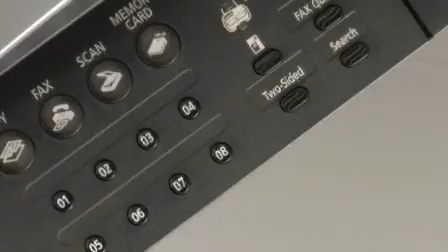 MEMORY
CARD
SCAN
FAX
FAX
Search
Two-Sided
01 02 03 04
05 06 07 08